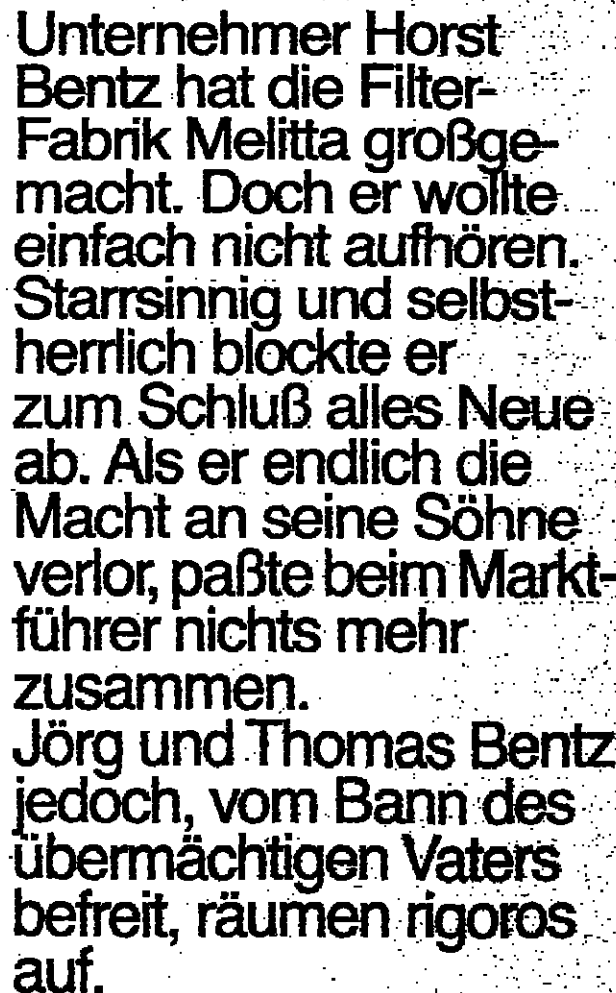 Unternehmer Horst
Bentz hat die Filter-
Fabrik Melitta großge-
macht. Doch er wollte
einfach nicht aufhören.
Starrsinnig und selbst-
herrlich blockte er
zum Schluß alles Neue
ab. Als er endlich die
Macht an seine Söhne
verlor, paßte beim Markt-
führer nichts mehr
zusammen.
Jörg und Thomas Bentz
jedoch, vom Bann des
übermächtigen Vaters
befreit, räumen rigoros
auf.